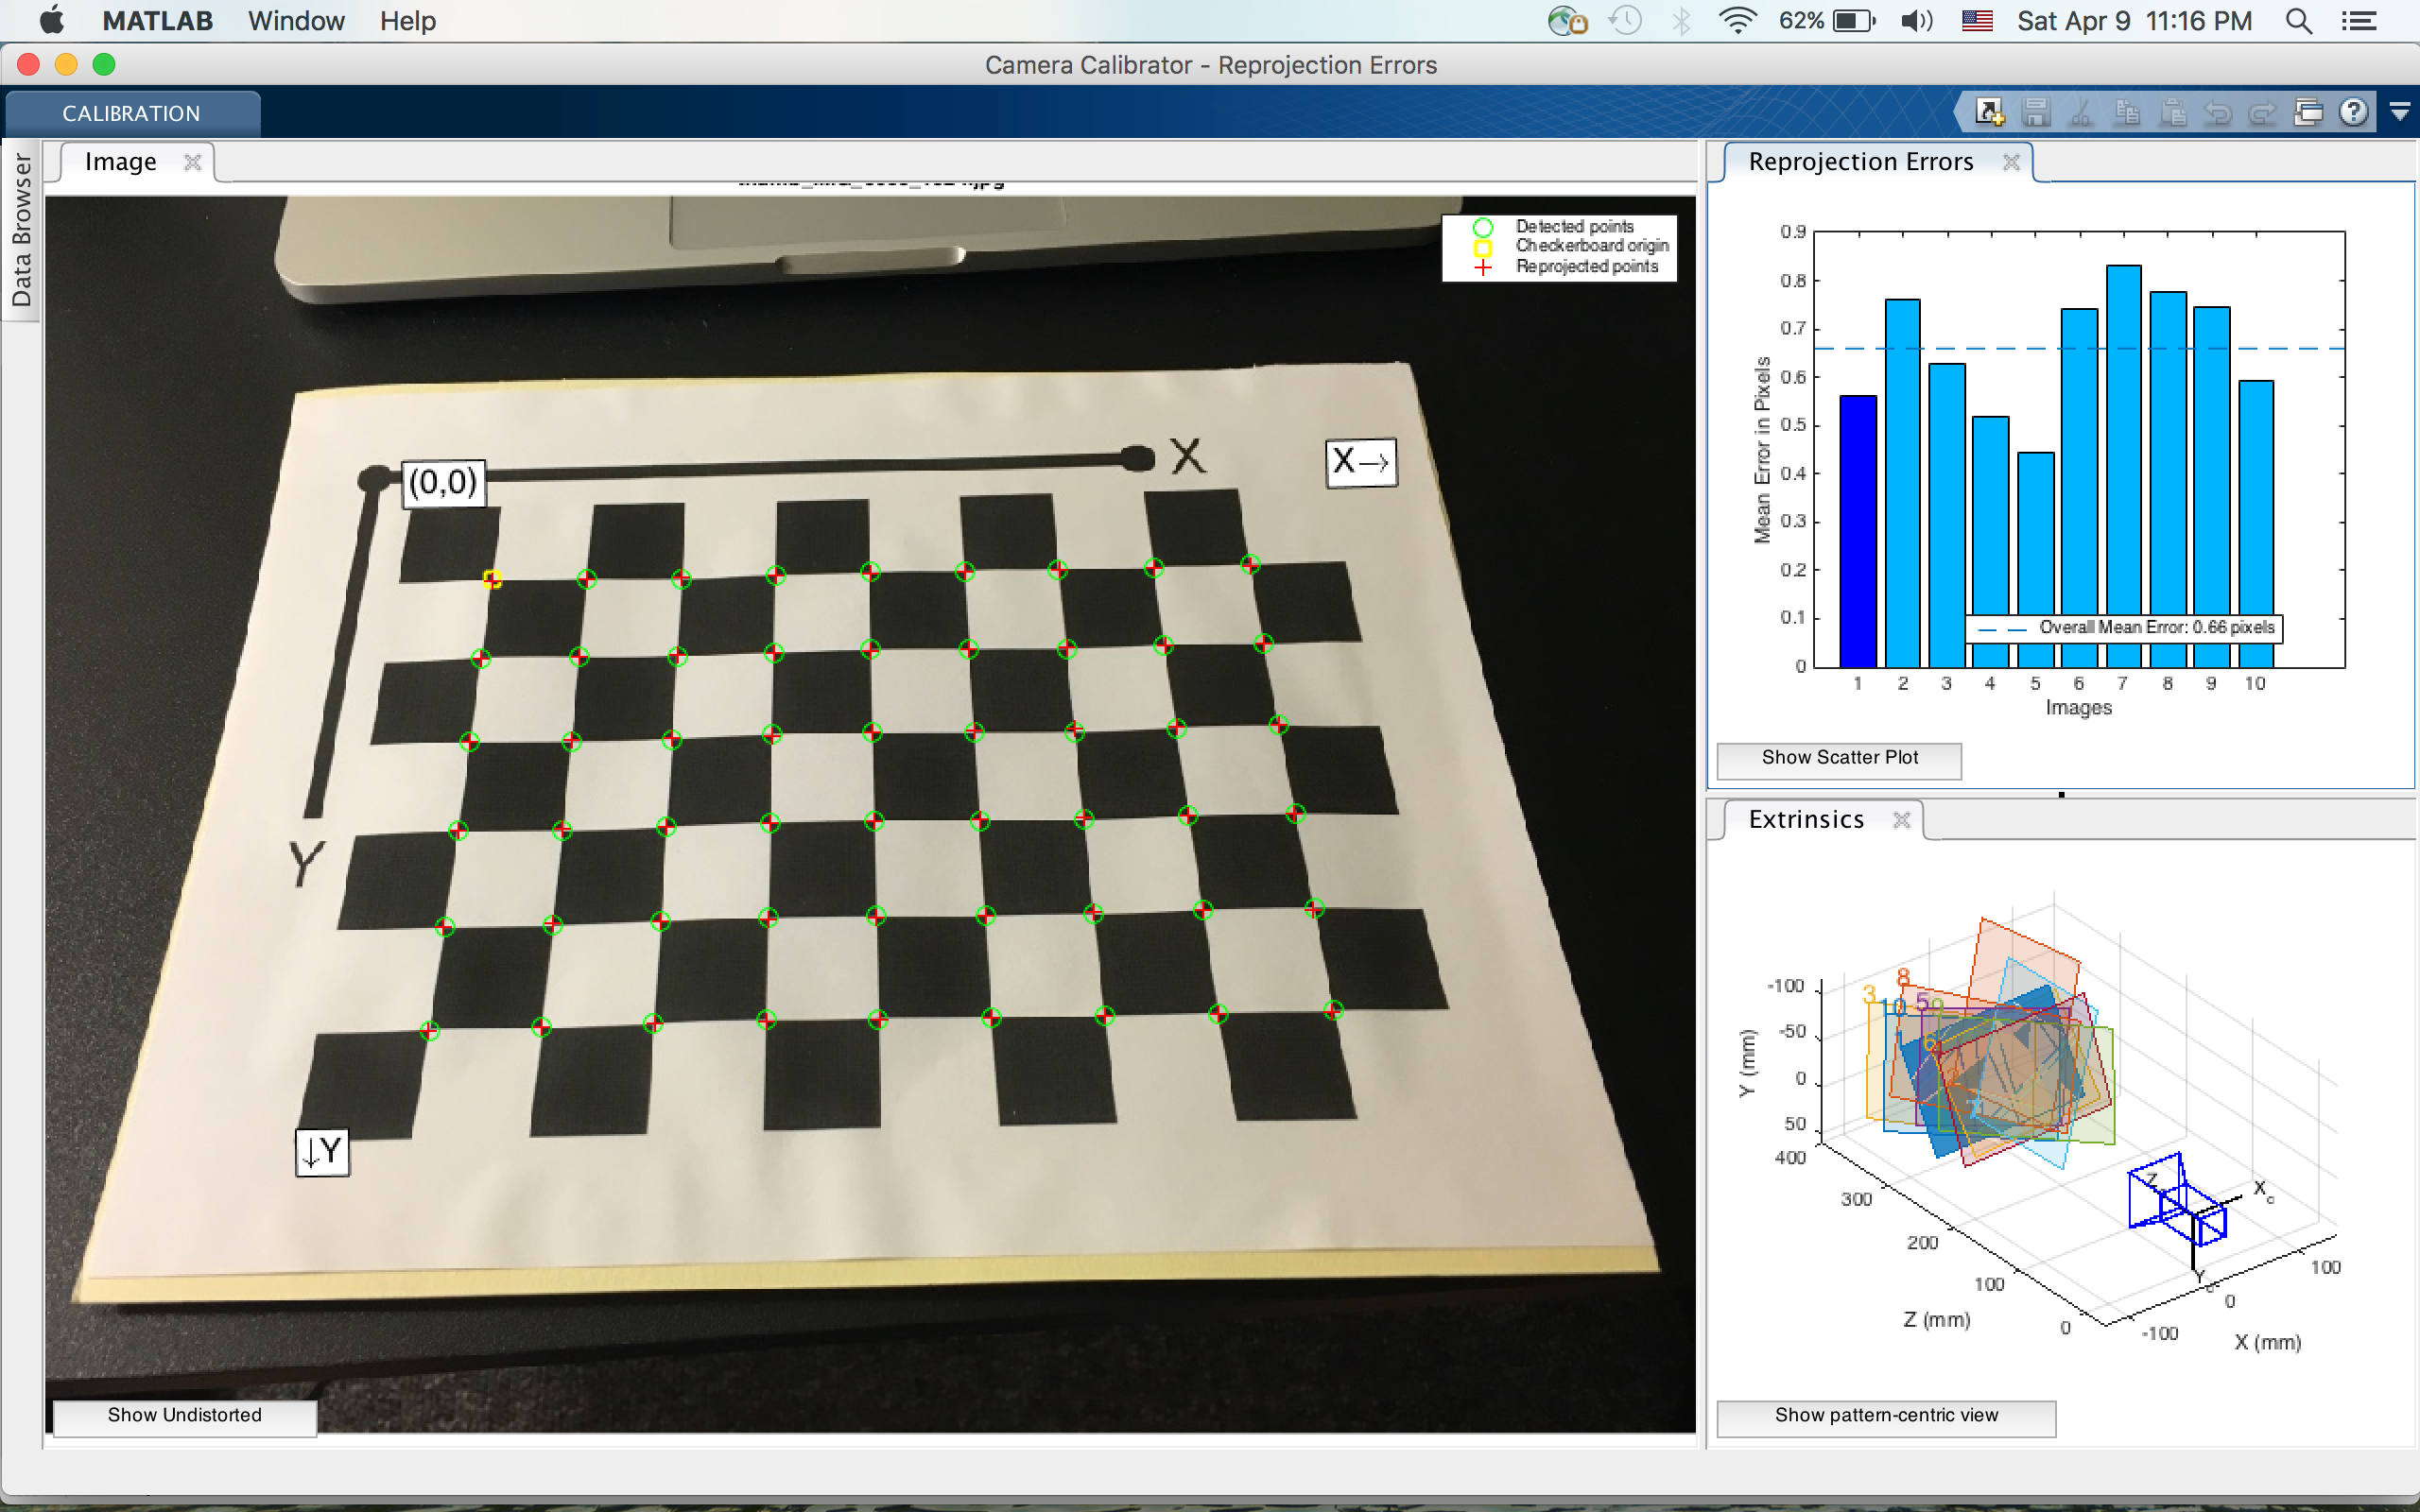 MATLAB Window Help
62% Sat Apr 9 11:16 PM
Camera Calibrator - Reprojection Errors
CALIBRATION
Data Browser
Image
Detected points
Checkerboard origin
Reprojected points
(0,0)
X
X→
Y
↓Y
Show Undistorted
Reprojection Errors
0.9
0.8
0.7
0.6
0.5
0.4
0.3
0.2
0.1
0
Mean Error in Pixels
Overall Mean Error: 0.66 pixels
1 2 3 4 5 6 7 8 9 10
Images
Show Scatter Plot
Extrinsics
-100
-50
0
50
Y (mm)
400
300
200
100
0
Z (mm)
-100
0
100
X (mm)
8
3
10
5
9
6
Zc
Xc
Yc
Show pattern-centric view